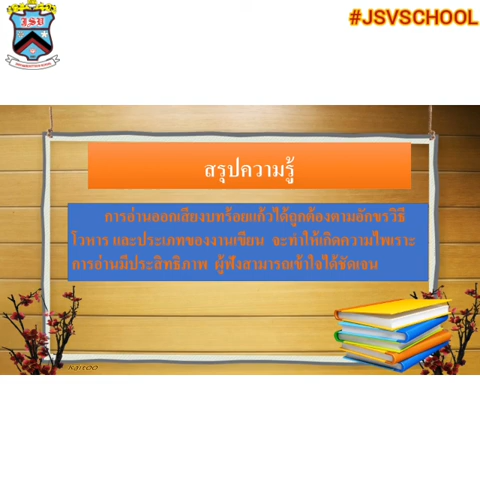 JSV
#JSVSCHOOL
สรุปความรู้
การอ่านออกเสียงบทร้อยแก้วได้ถูกต้องตามอักขรวิธี
โวหาร และประเภทของงานเขียน จะทำให้เกิดความไพเราะ
การอ่านมีประสิทธิภาพ ผู้ฟังสามารถเข้าใจได้ชัดเจน
Kaitoo